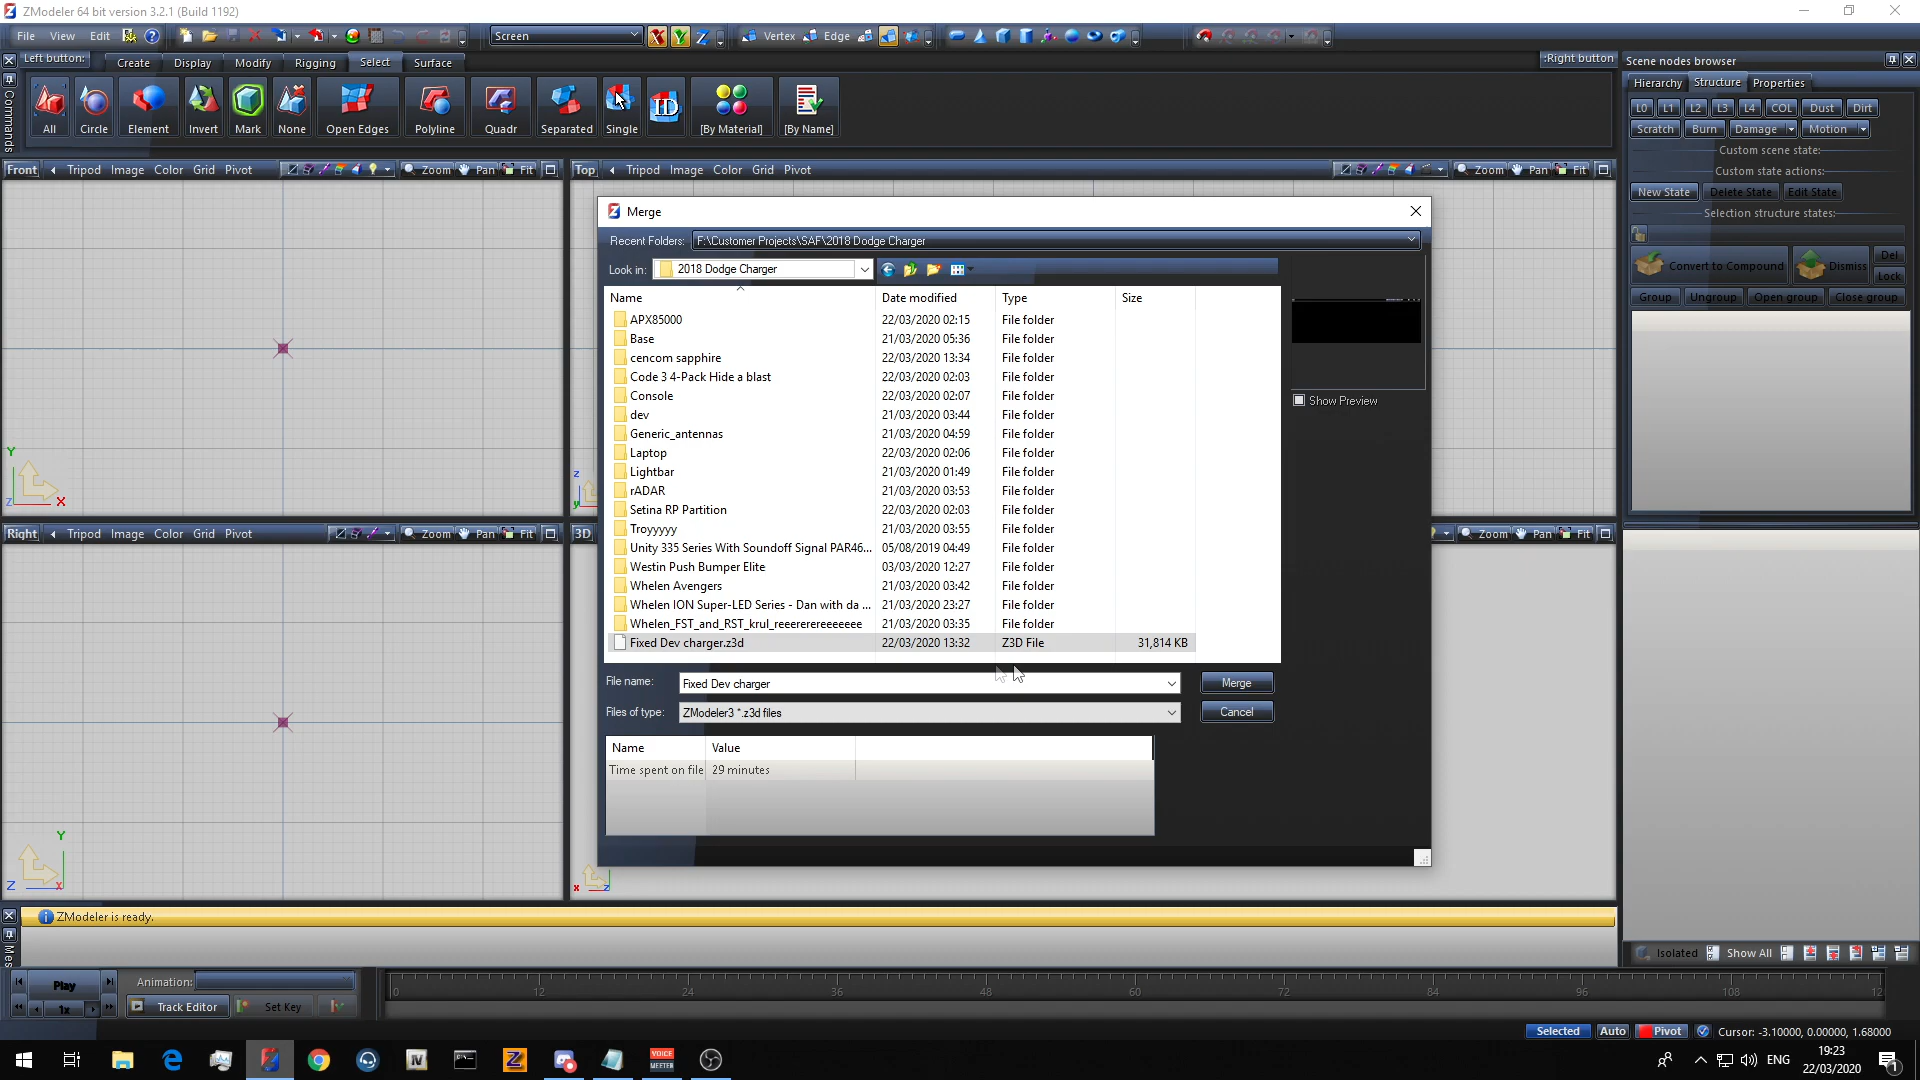 ZModeler 64 bit version 3.2.1 (Build 1192)
File View Edit Screen X Y Z Vertex Edge
Left button: Create Display Modify Rigging Select Surface :Right button
Commands
All Circle Element Invert Mark None Open Edges Polyline Quadr Separated Single ID [By Material] [By Name]
Front Tripod Image Color Grid Pivot Zoom Pan Fit
Top Tripod Image Color Grid Pivot Zoom Pan Fit
Scene nodes browser
Hierarchy Structure Properties
L0 L1 L2 L3 L4 COL Dust Dirt
Scratch Burn Damage Motion
Custom scene state:
Custom state actions:
New State Delete State Edit State
Selection structure states:
Convert to Compound Dismiss Del
Lock
Group Ungroup Open group Close group
Merge
Recent Folders: F:\Customer Projects\SAF\2018 Dodge Charger
Look in: 2018 Dodge Charger
Name Date modified Type Size
APX85000 22/03/2020 02:15 File folder
Base 21/03/2020 05:36 File folder
cencom sapphire 22/03/2020 13:34 File folder
Code 3 4-Pack Hide a blast 22/03/2020 02:03 File folder
Console 22/03/2020 02:07 File folder
dev 21/03/2020 03:44 File folder
Generic_antennas 21/03/2020 04:59 File folder
Laptop 22/03/2020 02:06 File folder
Lightbar 21/03/2020 01:49 File folder
rADAR 21/03/2020 03:53 File folder
Setina RP Partition 22/03/2020 02:03 File folder
Troyyyyy 21/03/2020 03:55 File folder
Unity 335 Series With Soundoff Signal PAR46... 05/08/2019 04:49 File folder
Westin Push Bumper Elite 03/03/2020 12:27 File folder
Whelen Avengers 21/03/2020 03:42 File folder
Whelen ION Super-LED Series - Dan with da ... 21/03/2020 23:27 File folder
Whelen_FST_and_RST_krul_reeerererereeeeeee 21/03/2020 03:35 File folder
Fixed Dev charger.z3d 22/03/2020 13:32 Z3D File 31,814 KB
Show Preview
File name: Fixed Dev charger Merge
Files of type: ZModeler3 *.z3d files Cancel
Name Value
Time spent on file 29 minutes
Y
Z X
z
y
Right Tripod Image Color Grid Pivot Zoom Pan Fit
3D Zoom Pan Fit
Y
Z x
x z
ZModeler is ready.
Mes
Isolated Show All
Play Animation:
1x Track Editor Set Key
0 12 24 36 48 60 72 84 96 108 12
Selected Auto Pivot Cursor: -3.10000, 0.00000, 1.68000
VOICE
MEETER
ENG
19:23
22/03/2020
1